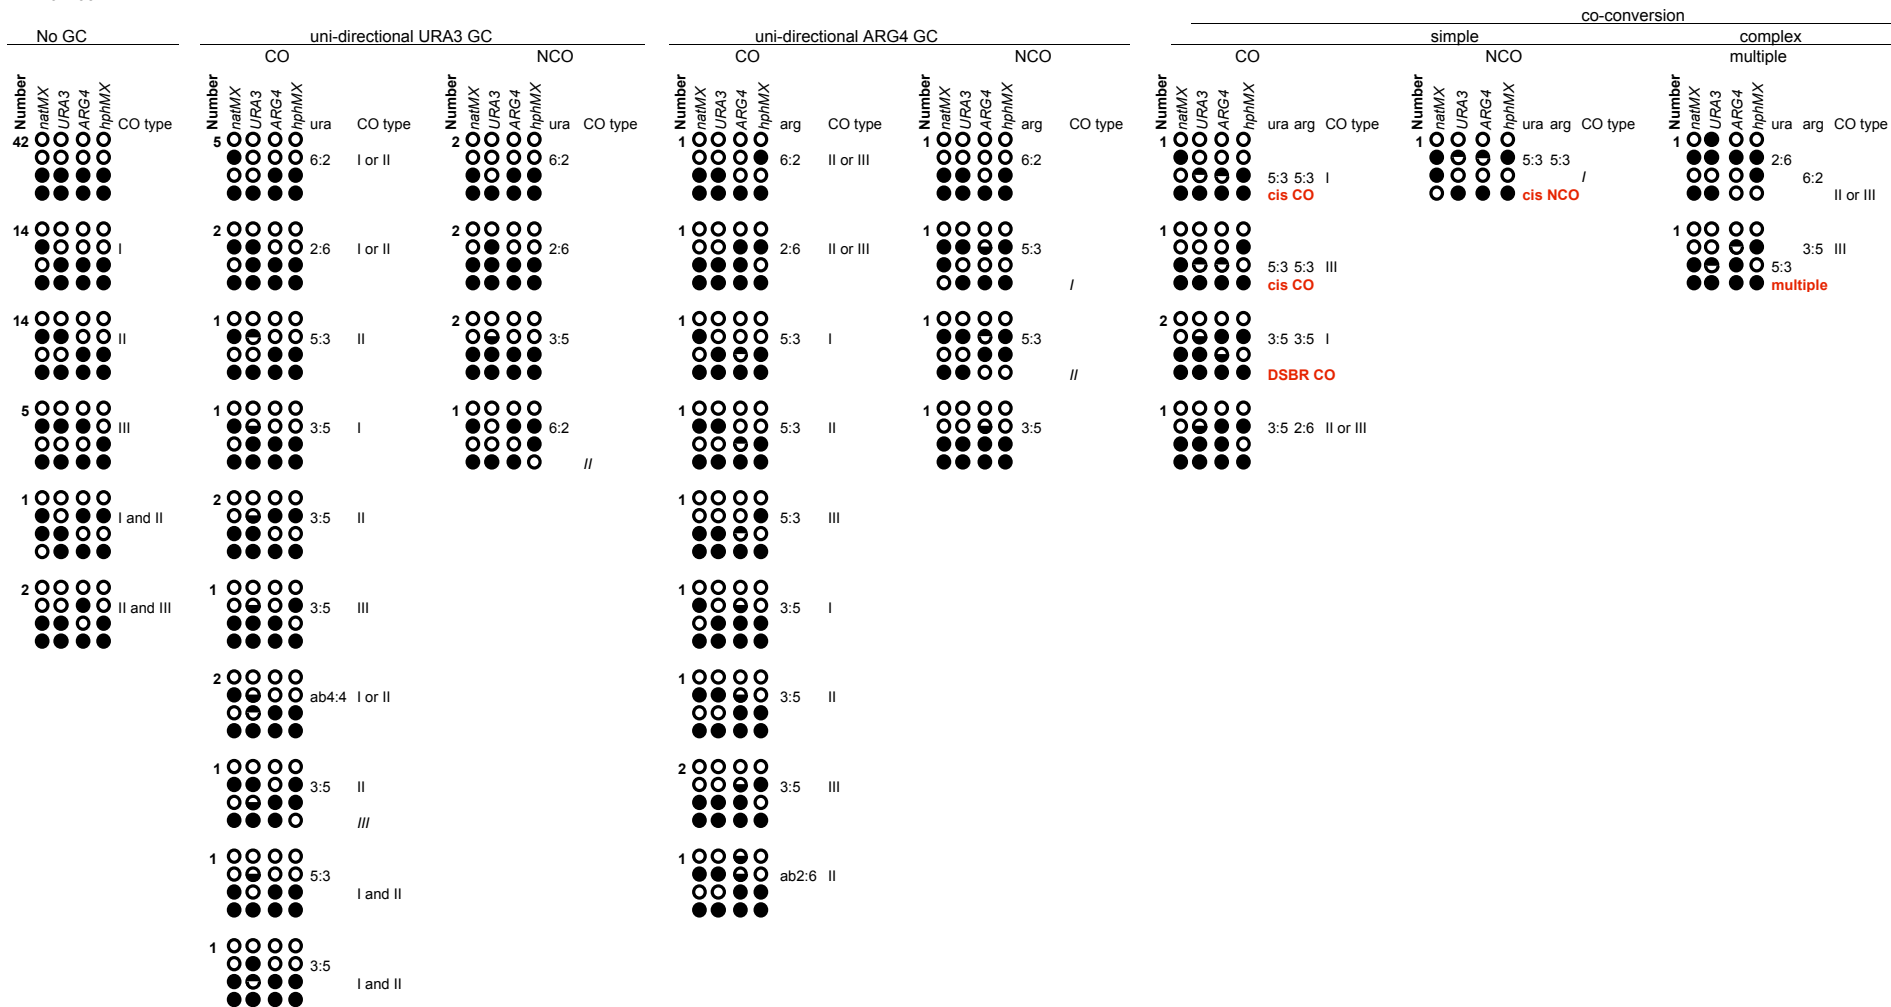 co-conversion
No GC uni-directional URA3 GC uni-directional ARG4 GC simple complex
CO NCO CO NCO CO NCO multiple
Number natMX URA3 ARG4 hphMX CO type Number natMX URA3 ARG4 hphMX ura CO type Number natMX URA3 ARG4 hphMX ura CO type Number natMX URA3 ARG4 hphMX arg CO type Number natMX URA3 ARG4 hphMX arg CO type Number natMX URA3 ARG4 hphMX ura arg CO type Number natMX URA3 ARG4 hphMX ura arg CO type Number natMX URA3 ARG4 hphMX ura arg CO type
42 5 2 1 1 1 1 1
6:2 I or II 6:2 6:2 II or III 6:2 5:3 5:3 2:6
5:3 5:3 I I 6:2
cis CO cis NCO II or III
14 2 2 1 1 1 1
I 2:6 I or II 2:6 2:6 II or III 5:3 3:5 III
5:3 5:3 III 5:3
I cis CO multiple
14 1 2 1 1 2
II 5:3 II 3:5 5:3 I 5:3 3:5 3:5 I
II DSBR CO
5 1 1 1 1 1
III 3:5 I 6:2 5:3 II 3:5 3:5 2:6 II or III
II
1 2 1
I and II 3:5 II 5:3 III
2 1 1
II and III 3:5 III 3:5 I
2 1
ab4:4 I or II 3:5 II
1 2
3:5 II 3:5 III
III
1 1
5:3 ab2:6 II
I and II
1
3:5
I and II